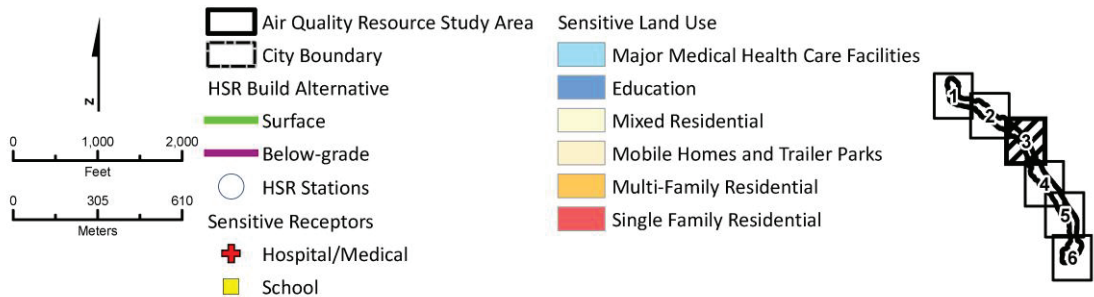 N
0 1,000 2,000
Feet
0 305 610
Meters
Air Quality Resource Study Area
City Boundary
HSR Build Alternative
Surface
Below-grade
HSR Stations
Sensitive Receptors
Hospital/Medical
School
Sensitive Land Use
Major Medical Health Care Facilities
Education
Mixed Residential
Mobile Homes and Trailer Parks
Multi-Family Residential
Single Family Residential
1
2
3
4
5
6